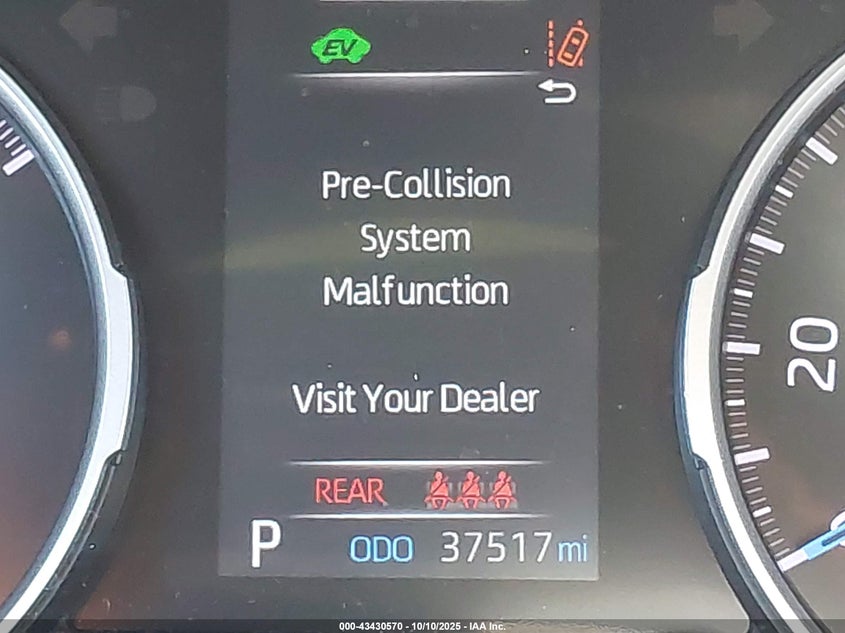 EV
Pre-Collision
System
Malfunction
Visit Your Dealer
REAR
P ODO 37517 mi
20
000-43430570 - 10/10/2025 - IAA Inc.